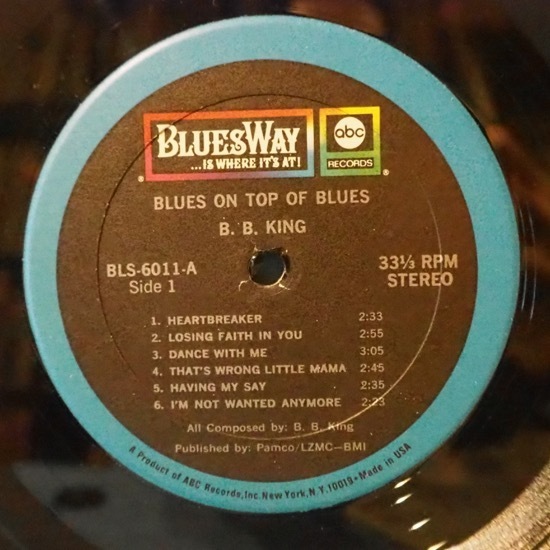 BLUESWAY
...IS WHERE IT'S AT!
abc
RECORDS
BLUES ON TOP OF BLUES
B. B. KING
BLS-6011-A
Side 1
33⅓ RPM
STEREO
1. HEARTBREAKER 2:33
2. LOSING FAITH IN YOU 2:55
3. DANCE WITH ME 3:05
4. THAT'S WRONG LITTLE MAMA 2:45
5. HAVING MY SAY 2:35
6. I'M NOT WANTED ANYMORE 2:23
All Composed by: B. B. King
Published by: Pamco/LZMC—BMI
A Product of ABC Records, Inc. New York, N.Y. 10019 • Made in USA